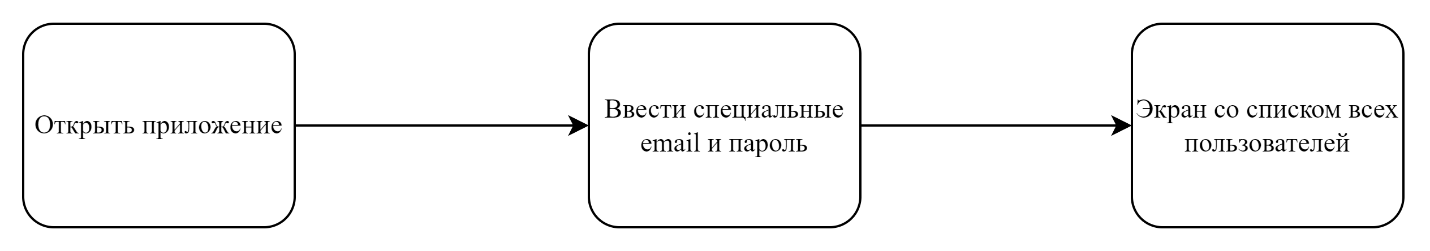 Открыть приложение
Ввести специальные
email и пароль
Экран со списком всех
пользователей